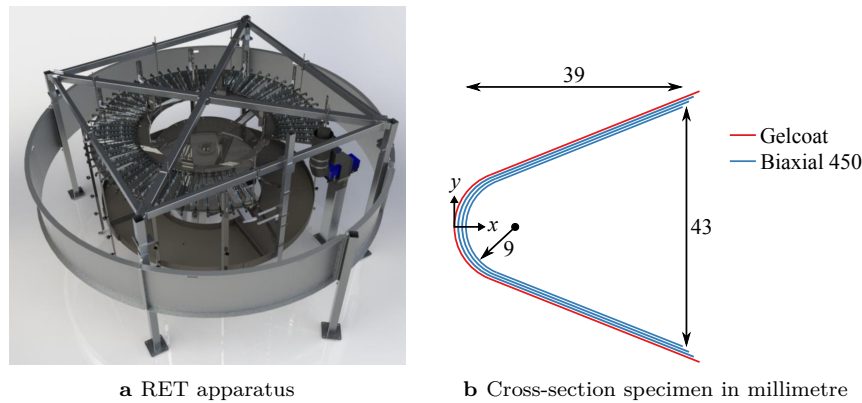 39
Gelcoat
Biaxial 450
y
x
9
43
a RET apparatus
b Cross-section specimen in millimetre